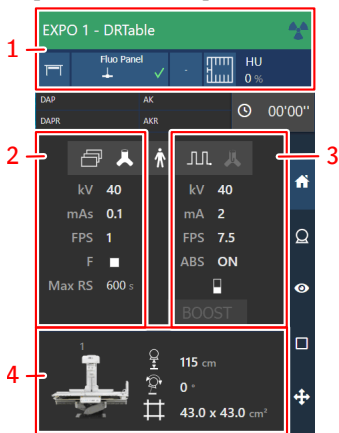 EXPO 1 - DRTable
1
Fluo Panel
HU
0 %
DAP
AK
DAPR
AKR
00'00''
2
3
kV 40
kV 40
mAs 0.1
mA 2
FPS 1
FPS 7.5
F
ABS ON
Max RS 600 s
BOOST
4
1
115 cm
0 °
43.0 x 43.0 cm²